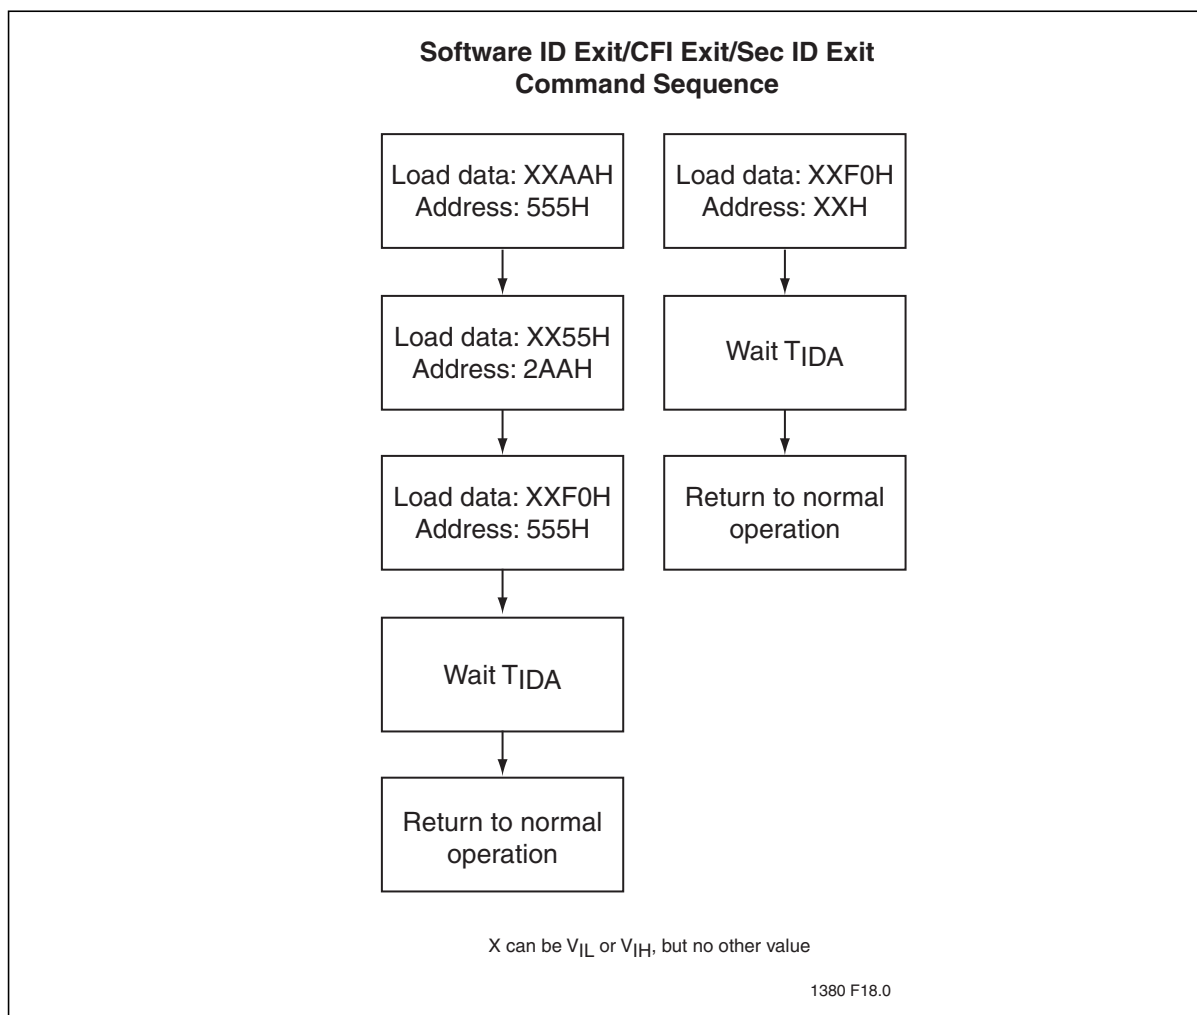 Software ID Exit/CFI Exit/Sec ID Exit
Command Sequence
Load data: XXAAH
Address: 555H
Load data: XX55H
Address: 2AAH
Load data: XXF0H
Address: 555H
Wait TIDA
Return to normal
operation
Load data: XXF0H
Address: XXH
Wait TIDA
Return to normal
operation
X can be VIL or VIH, but no other value
1380 F18.0